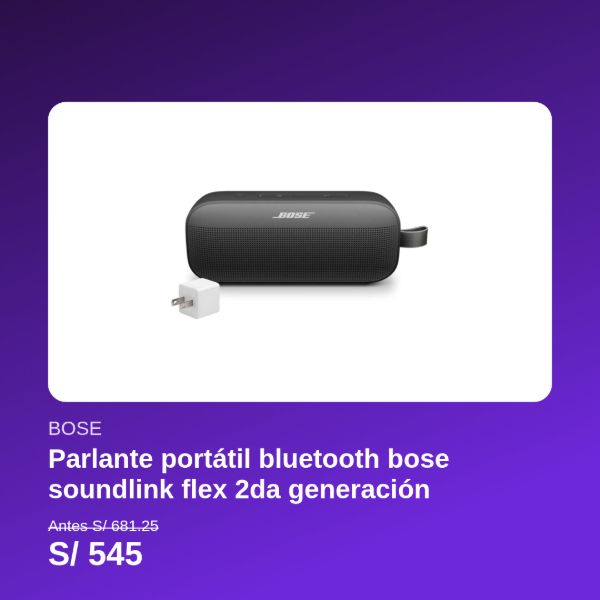 BOSE
BOSE
Parlante portátil bluetooth bose
soundlink flex 2da generación
Antes S/ 681.25
S/ 545